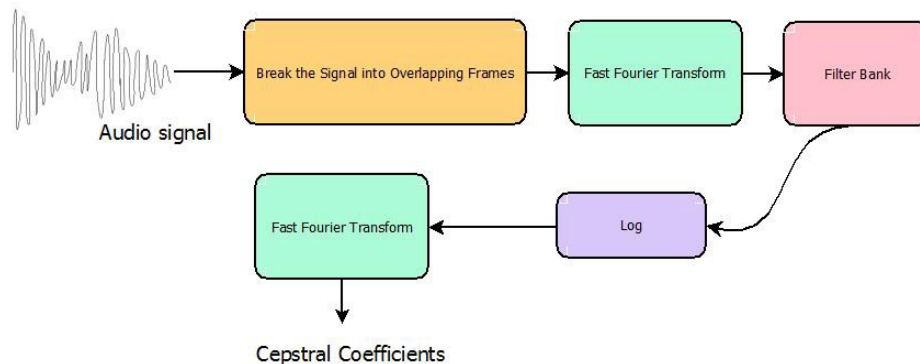 Break the Signal into Overlapping Frames
Fast Fourier Transform
Filter Bank
Audio signal
Fast Fourier Transform
Log
Cepstral Coefficients